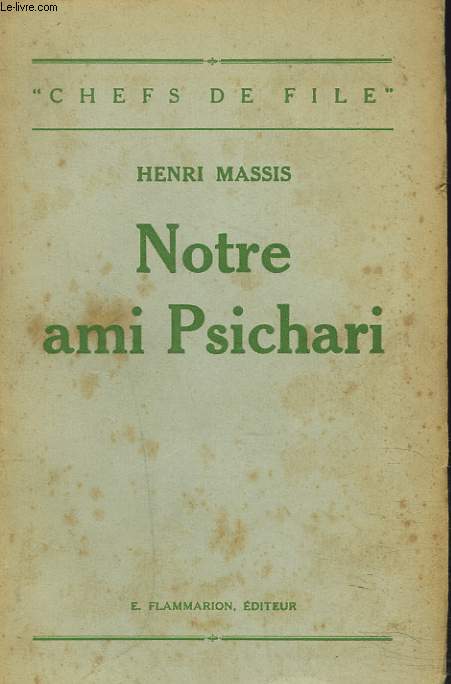 Le-livre.com
"CHEFS DE FILE"
HENRI MASSIS
Notre
ami Psichari
E. FLAMMARION, ÉDITEUR